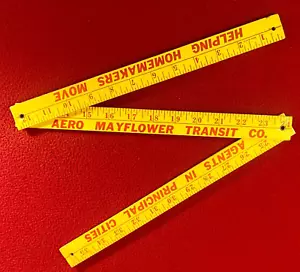 HELPING HOMEMAKERS MOVE
AERO MAYFLOWER TRANSIT CO.
AGENTS IN PRINCIPAL CITIES